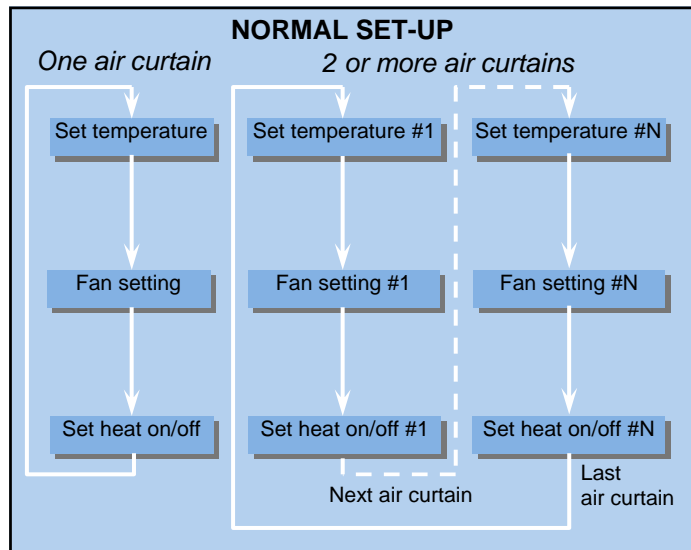 NORMAL SET-UP
One air curtain
2 or more air curtains
Set temperature
Set temperature #1
Set temperature #N
Fan setting
Fan setting #1
Fan setting #N
Set heat on/off
Set heat on/off #1
Set heat on/off #N
Next air curtain
Last
air curtain